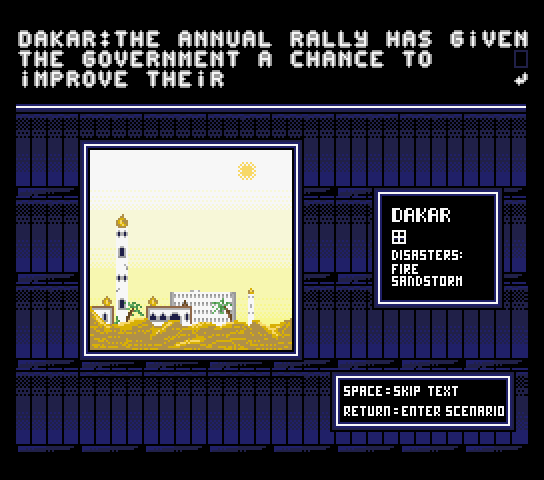 DAKAR:THE ANNUAL RALLY HAS GiVEN
THE GOVERNMENT A CHANCE TO
iMPROVE THEiR
DAKAR
DISASTERS:
FIRE
SANDSTORM
SPACE=SKIP TEXT
RETURN=ENTER SCENARIO